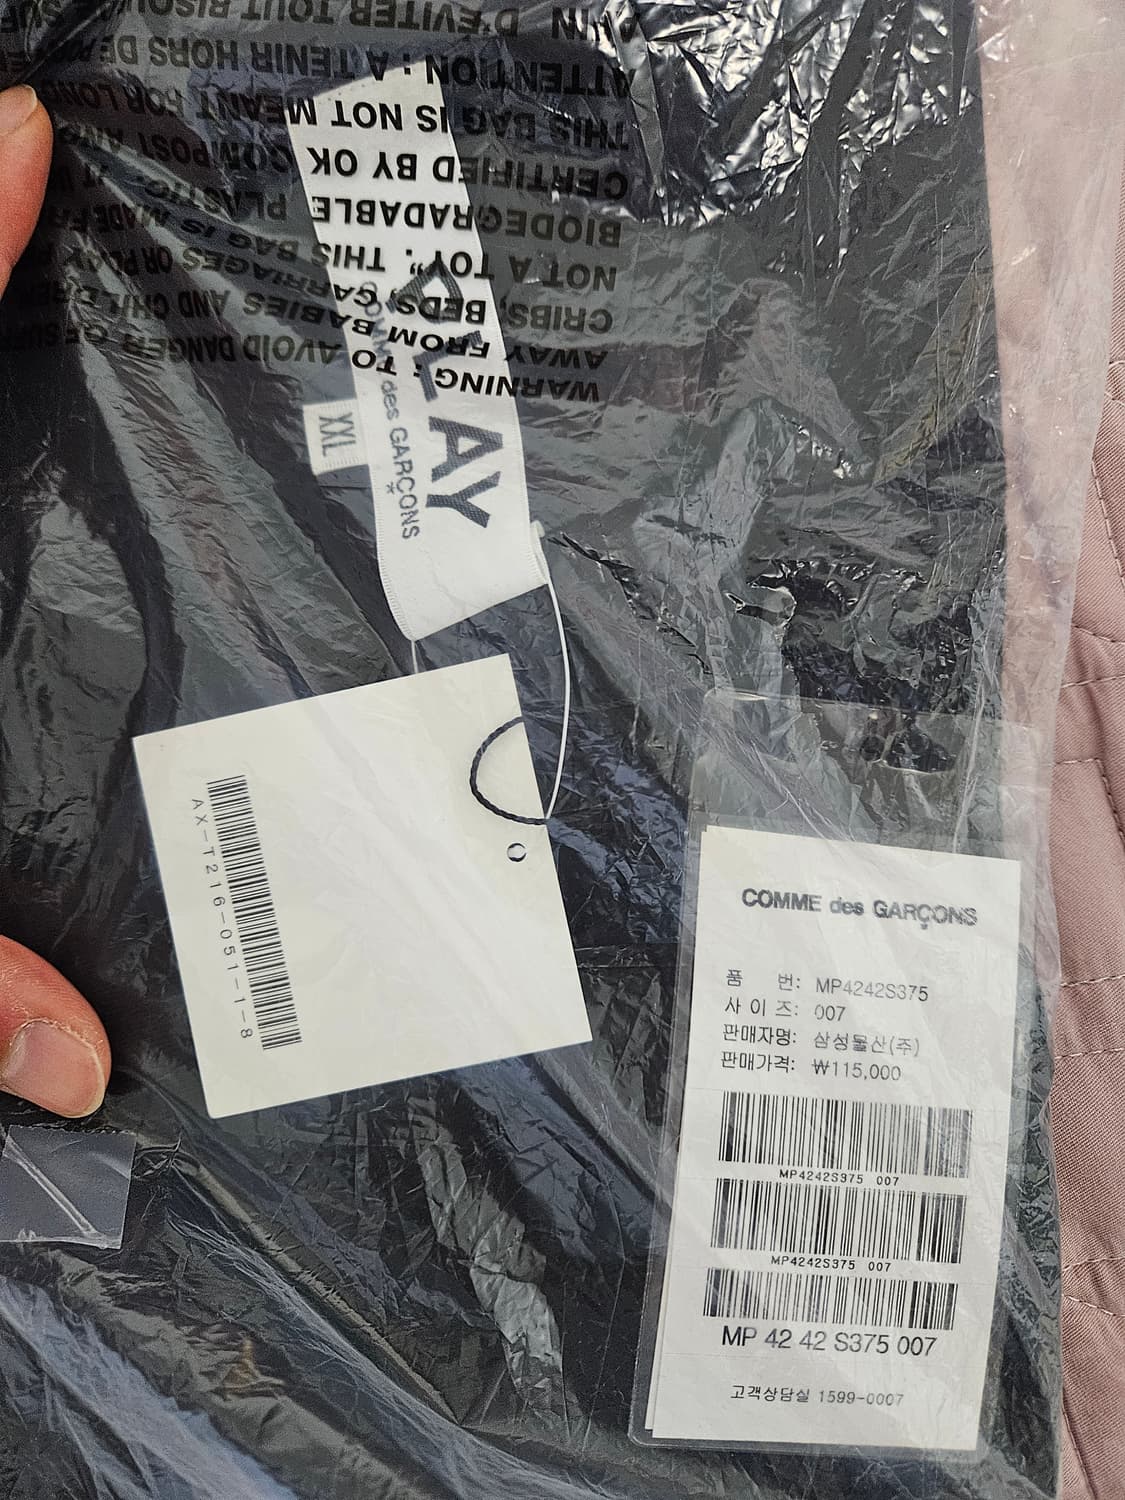 WARNING : TO AVOID DANGER OF
AWAY FROM BABIES AND CHILDREN
CRIBS, BEDS, CARRIAGES OR PLAY
NOT A TOY". THIS BAG IS MADE
BIODEGRADABLE PLASTIC.
CERTIFIED BY OK COMPOST AND
THIS BAG IS NOT MEANT FOR
ATTENTION : A TENIR HORS DE
D'EVITER TOUT
PLAY
COMME des GARÇONS
XXL
AX-T216-051-1-8
COMME des GARÇONS
품 번: MP4242S375
사 이 즈: 007
판매자명: 삼성물산(주)
판매가격: ₩115,000
MP4242S375 007
MP4242S375 007
MP 42 42 S375 007
고객상담실 1599-0007